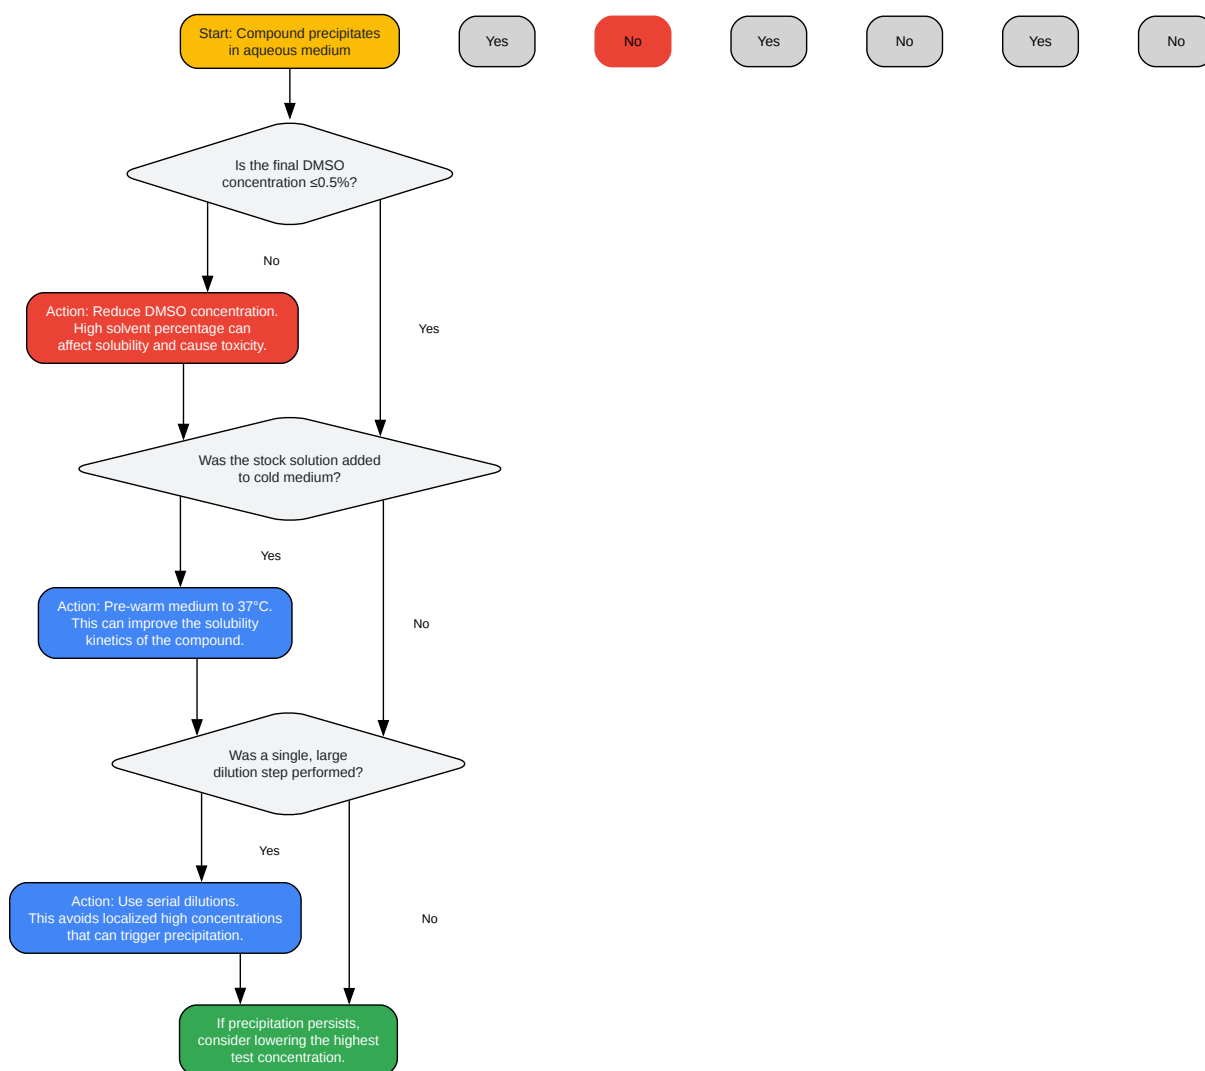 Start: Compound precipitates
in aqueous medium
Yes
No
Yes
No
Yes
No
Is the final DMSO
concentration ≤0.5%?
No
Yes
Action: Reduce DMSO concentration.
High solvent percentage can
affect solubility and cause toxicity.
Was the stock solution added
to cold medium?
Yes
No
Action: Pre-warm medium to 37°C.
This can improve the solubility
kinetics of the compound.
Was a single, large
dilution step performed?
Yes
No
Action: Use serial dilutions.
This avoids localized high concentrations
that can trigger precipitation.
If precipitation persists,
consider lowering the highest
test concentration.